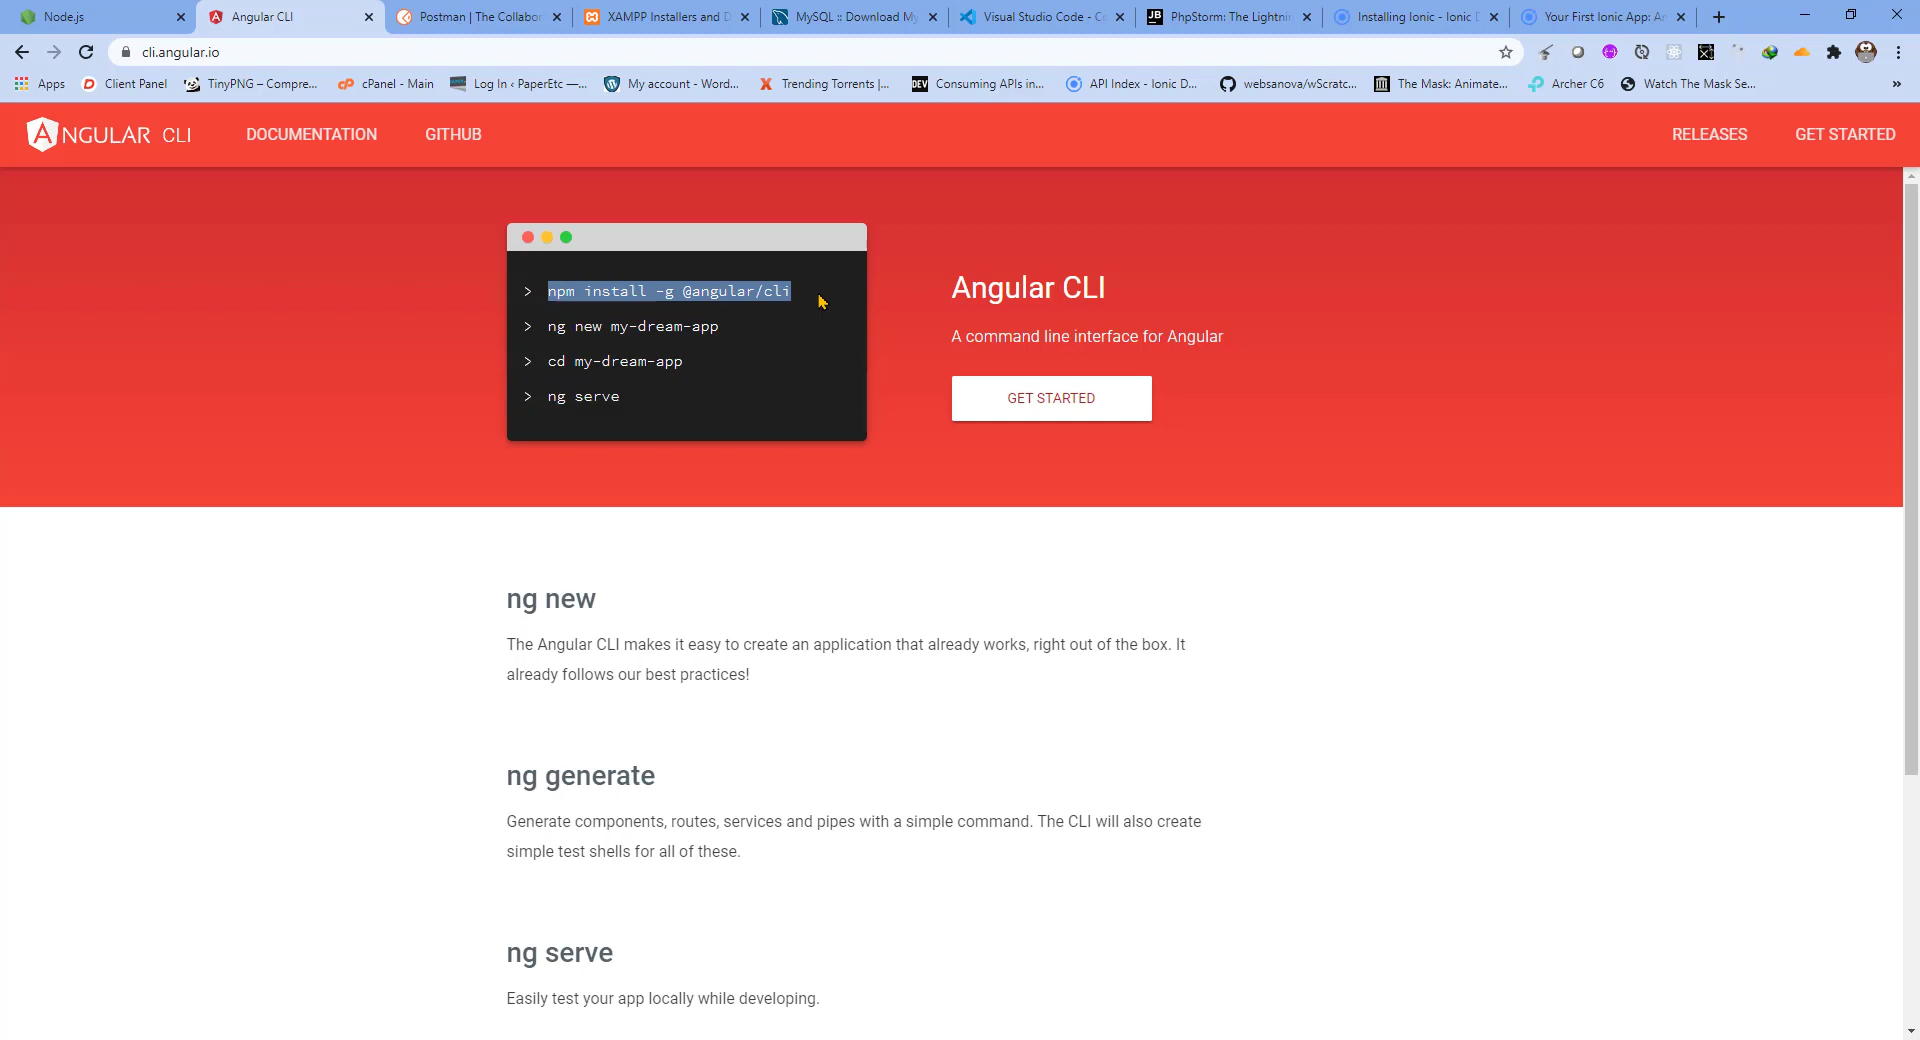 Node.js
Angular CLI
Postman | The Collabor
XAMPP Installers and D
MySQL :: Download My
Visual Studio Code - Co
PhpStorm: The Lightnin
Installing Ionic - Ionic D
Your First Ionic App: An
cli.angular.io
Apps
Client Panel
TinyPNG – Compre...
cPanel - Main
Log In ‹ PaperEtc —...
My account - Word...
Trending Torrents |...
DEV
Consuming APIs in...
API Index - Ionic D...
websanova/wScratc...
The Mask: Animate...
Archer C6
Watch The Mask Se...
»
ANGULAR CLI
DOCUMENTATION
GITHUB
RELEASES
GET STARTED
> npm install -g @angular/cli
> ng new my-dream-app
> cd my-dream-app
> ng serve
Angular CLI
A command line interface for Angular
GET STARTED
ng new
The Angular CLI makes it easy to create an application that already works, right out of the box. It
already follows our best practices!
ng generate
Generate components, routes, services and pipes with a simple command. The CLI will also create
simple test shells for all of these.
ng serve
Easily test your app locally while developing.